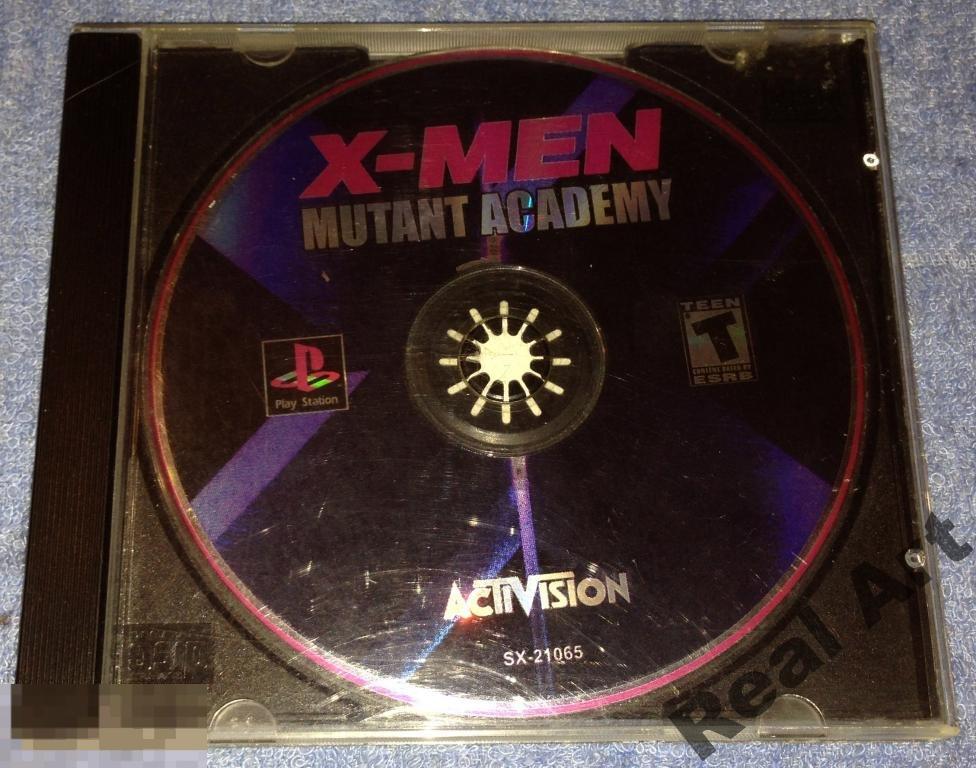 X-MEN
MUTANT ACADEMY
TEEN
T
CONTENT RATED BY
ESRB
Play Station
ACTIVISION
SX-21065
Real Art